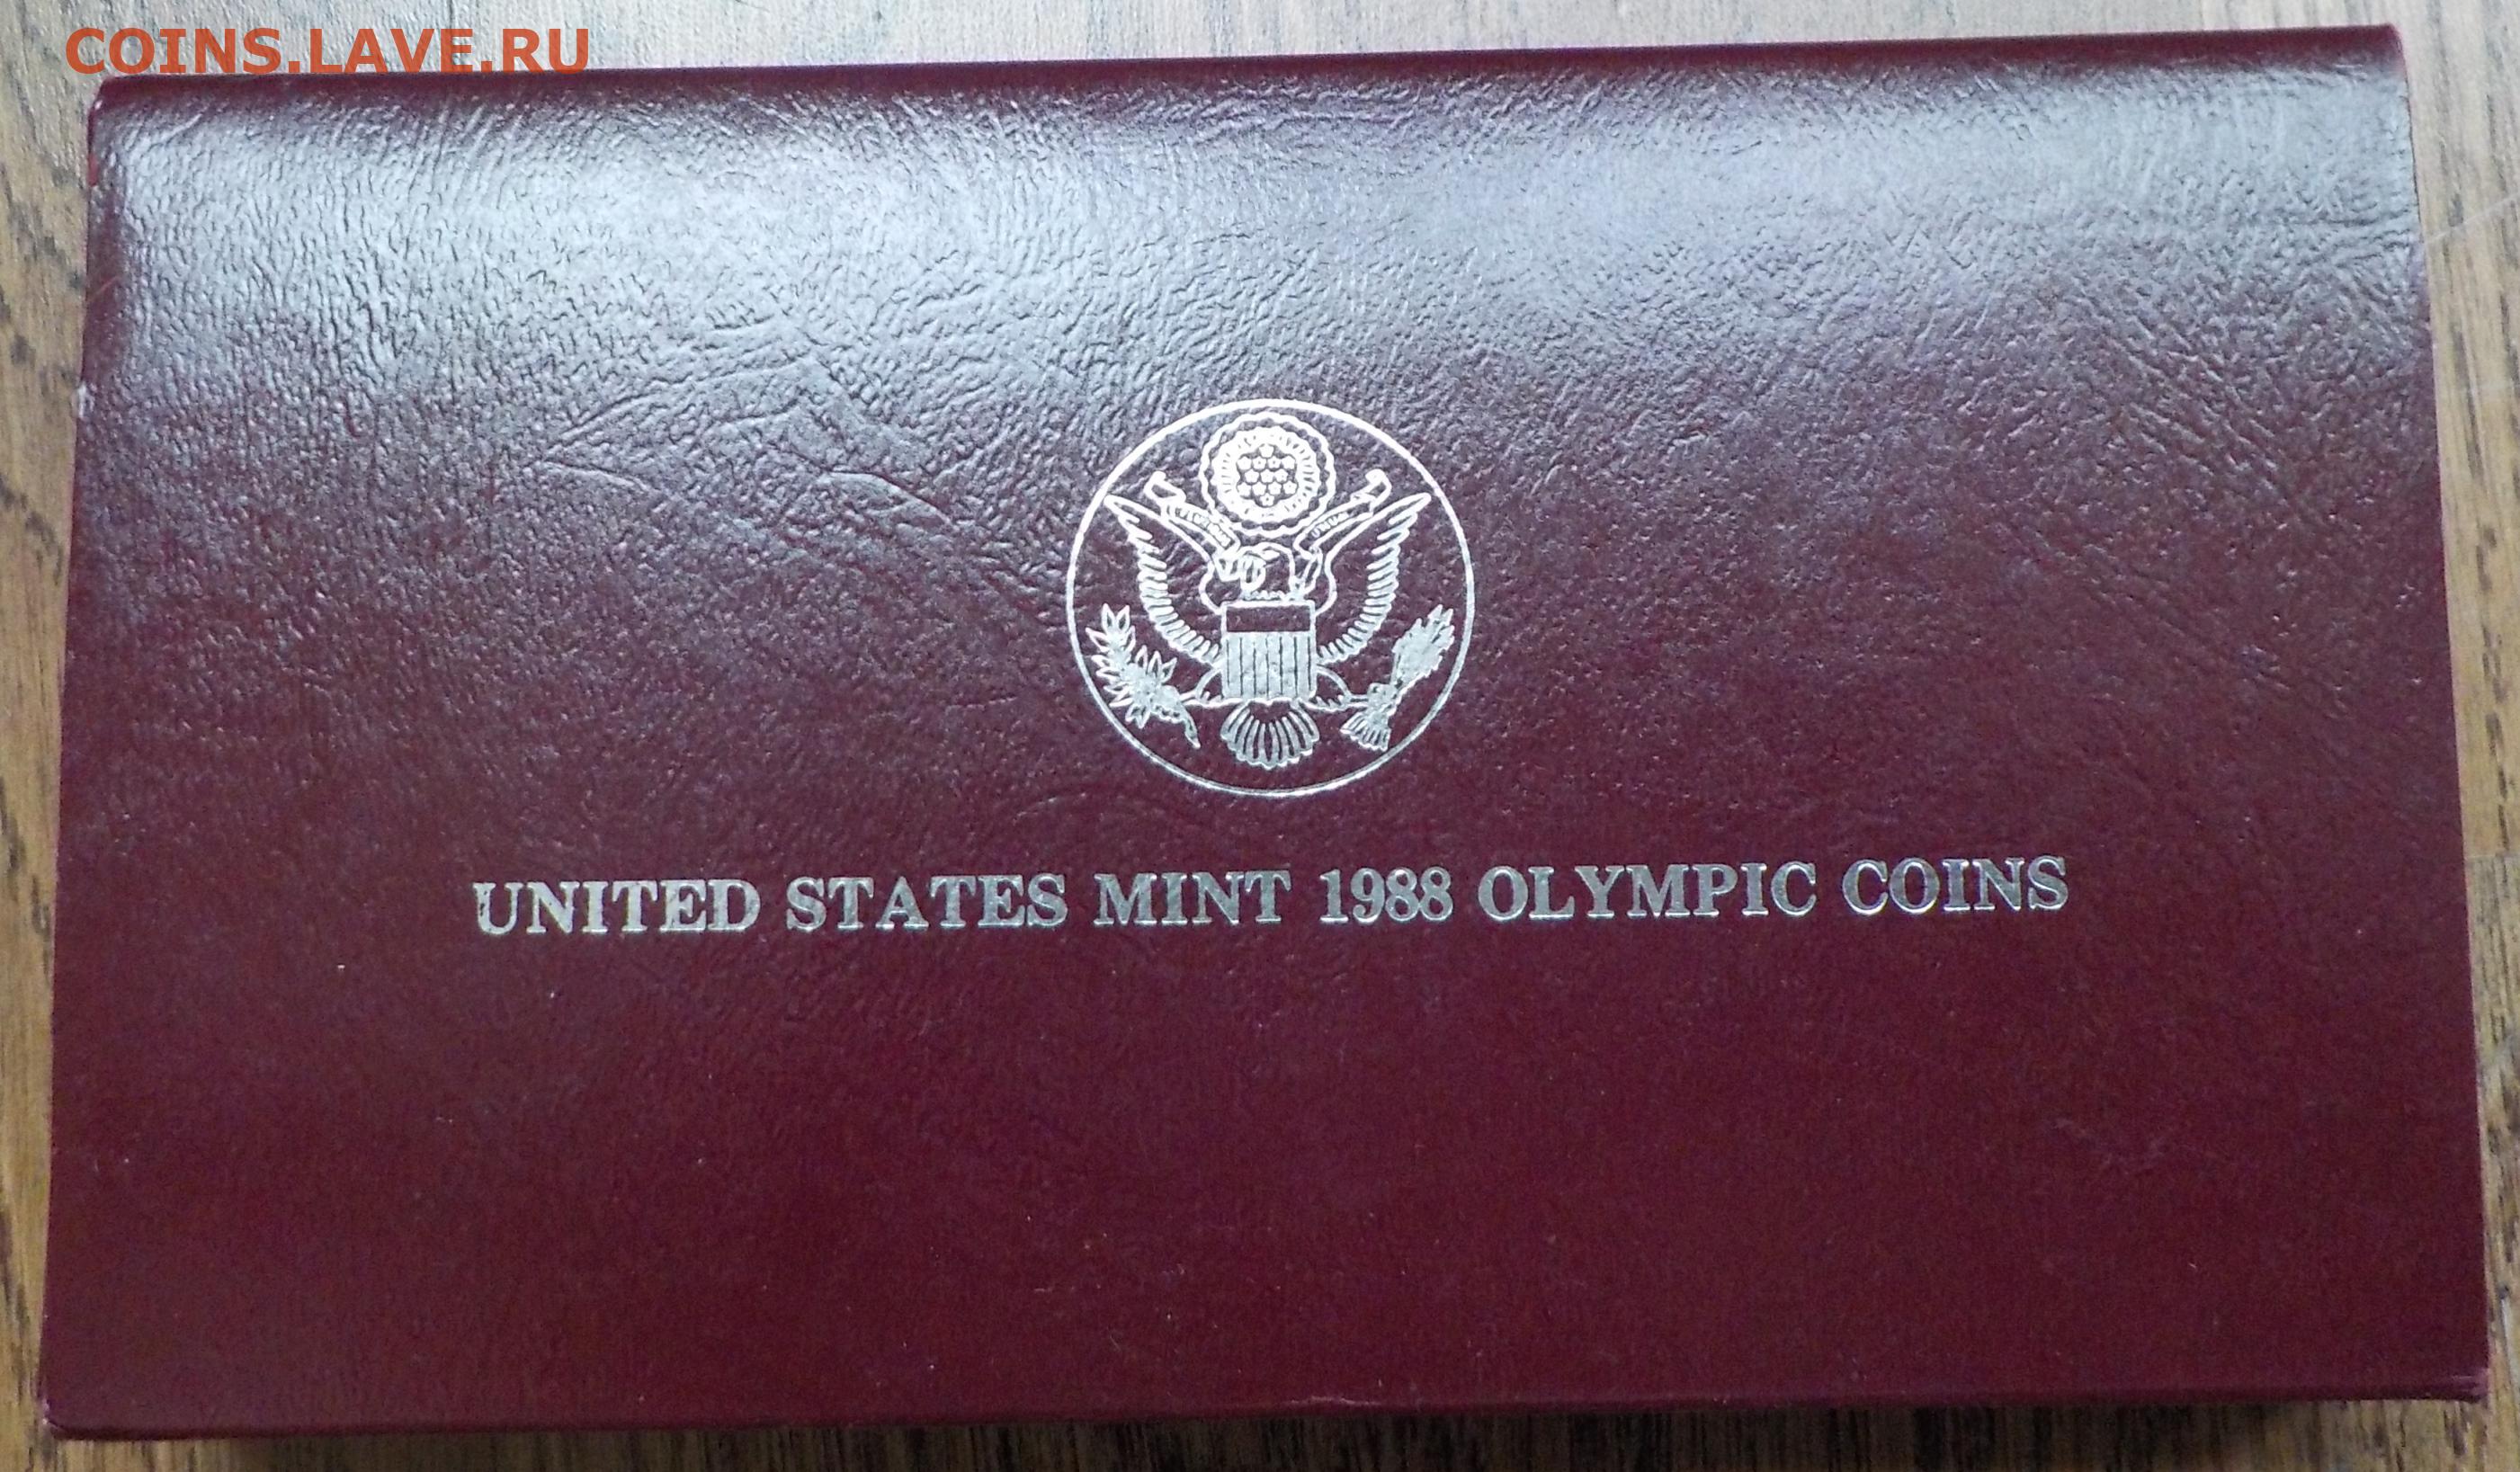 COINS.LAVE.RU
UNITED STATES MINT 1988 OLYMPIC COINS